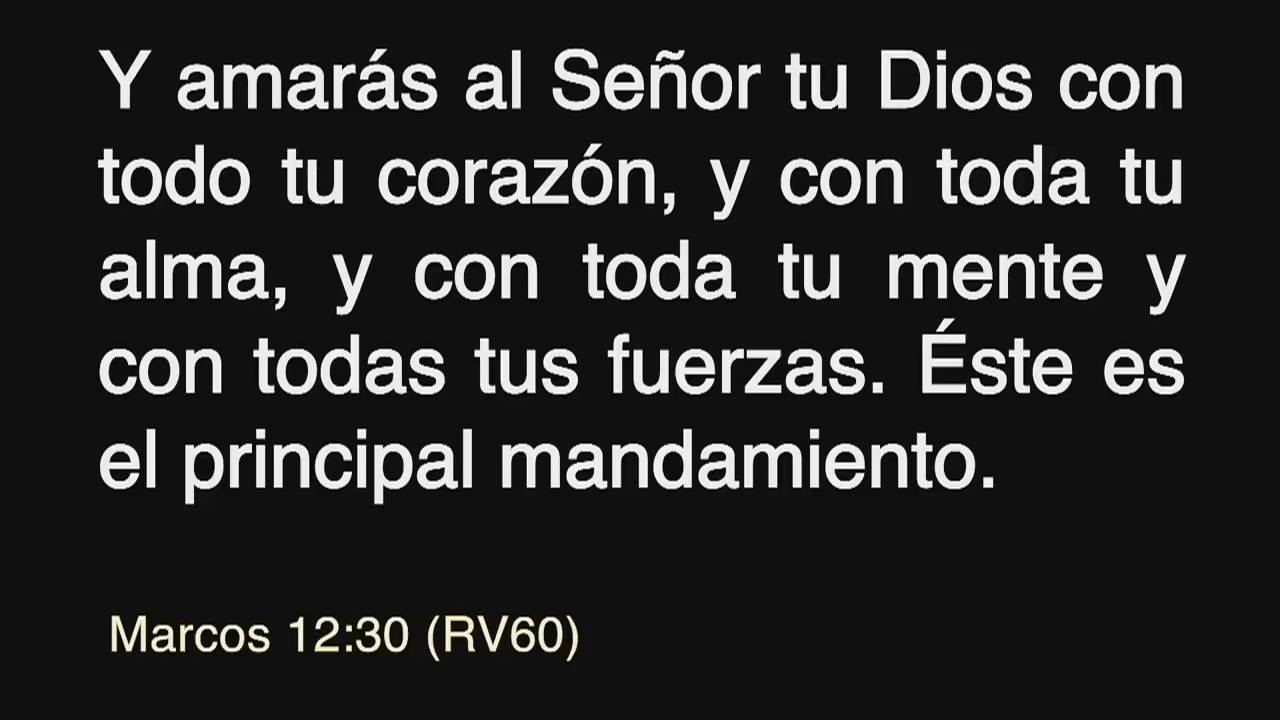 Y amarás al Señor tu Dios con
todo tu corazón, y con toda tu
alma, y con toda tu mente y
con todas tus fuerzas. Éste es
el principal mandamiento.
Marcos 12:30 (RV60)